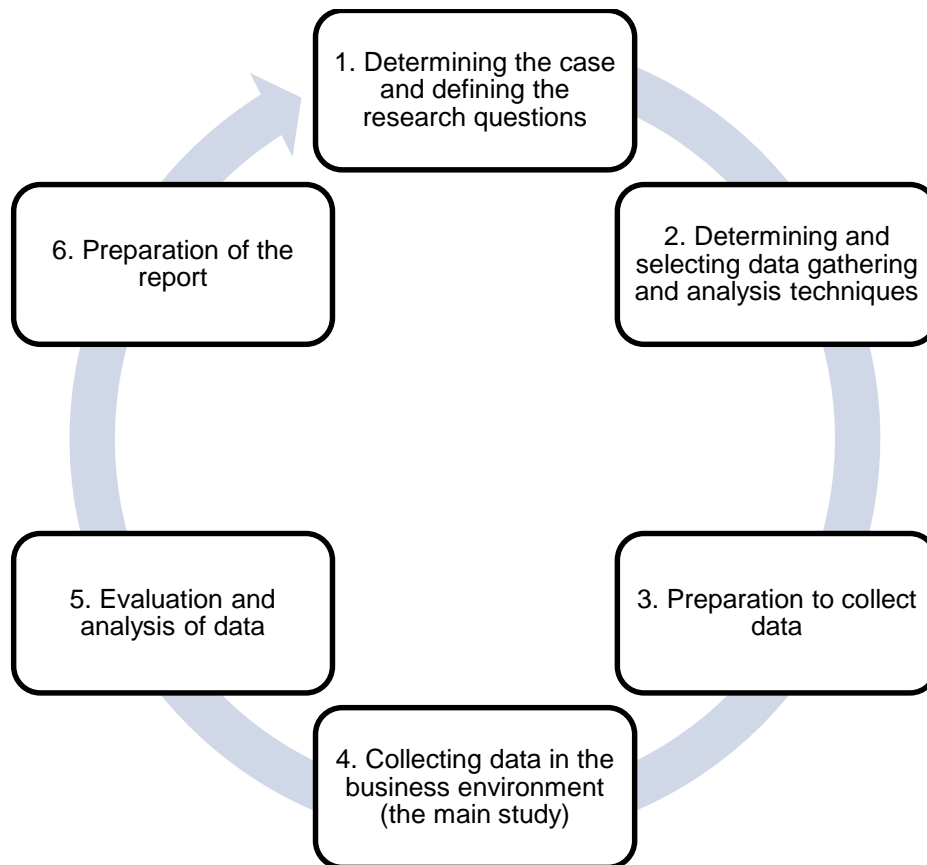 1. Determining the case
and defining the
research questions
2. Determining and
selecting data gathering
and analysis techniques
3. Preparation to collect
data
4. Collecting data in the
business environment
(the main study)
5. Evaluation and
analysis of data
6. Preparation of the
report